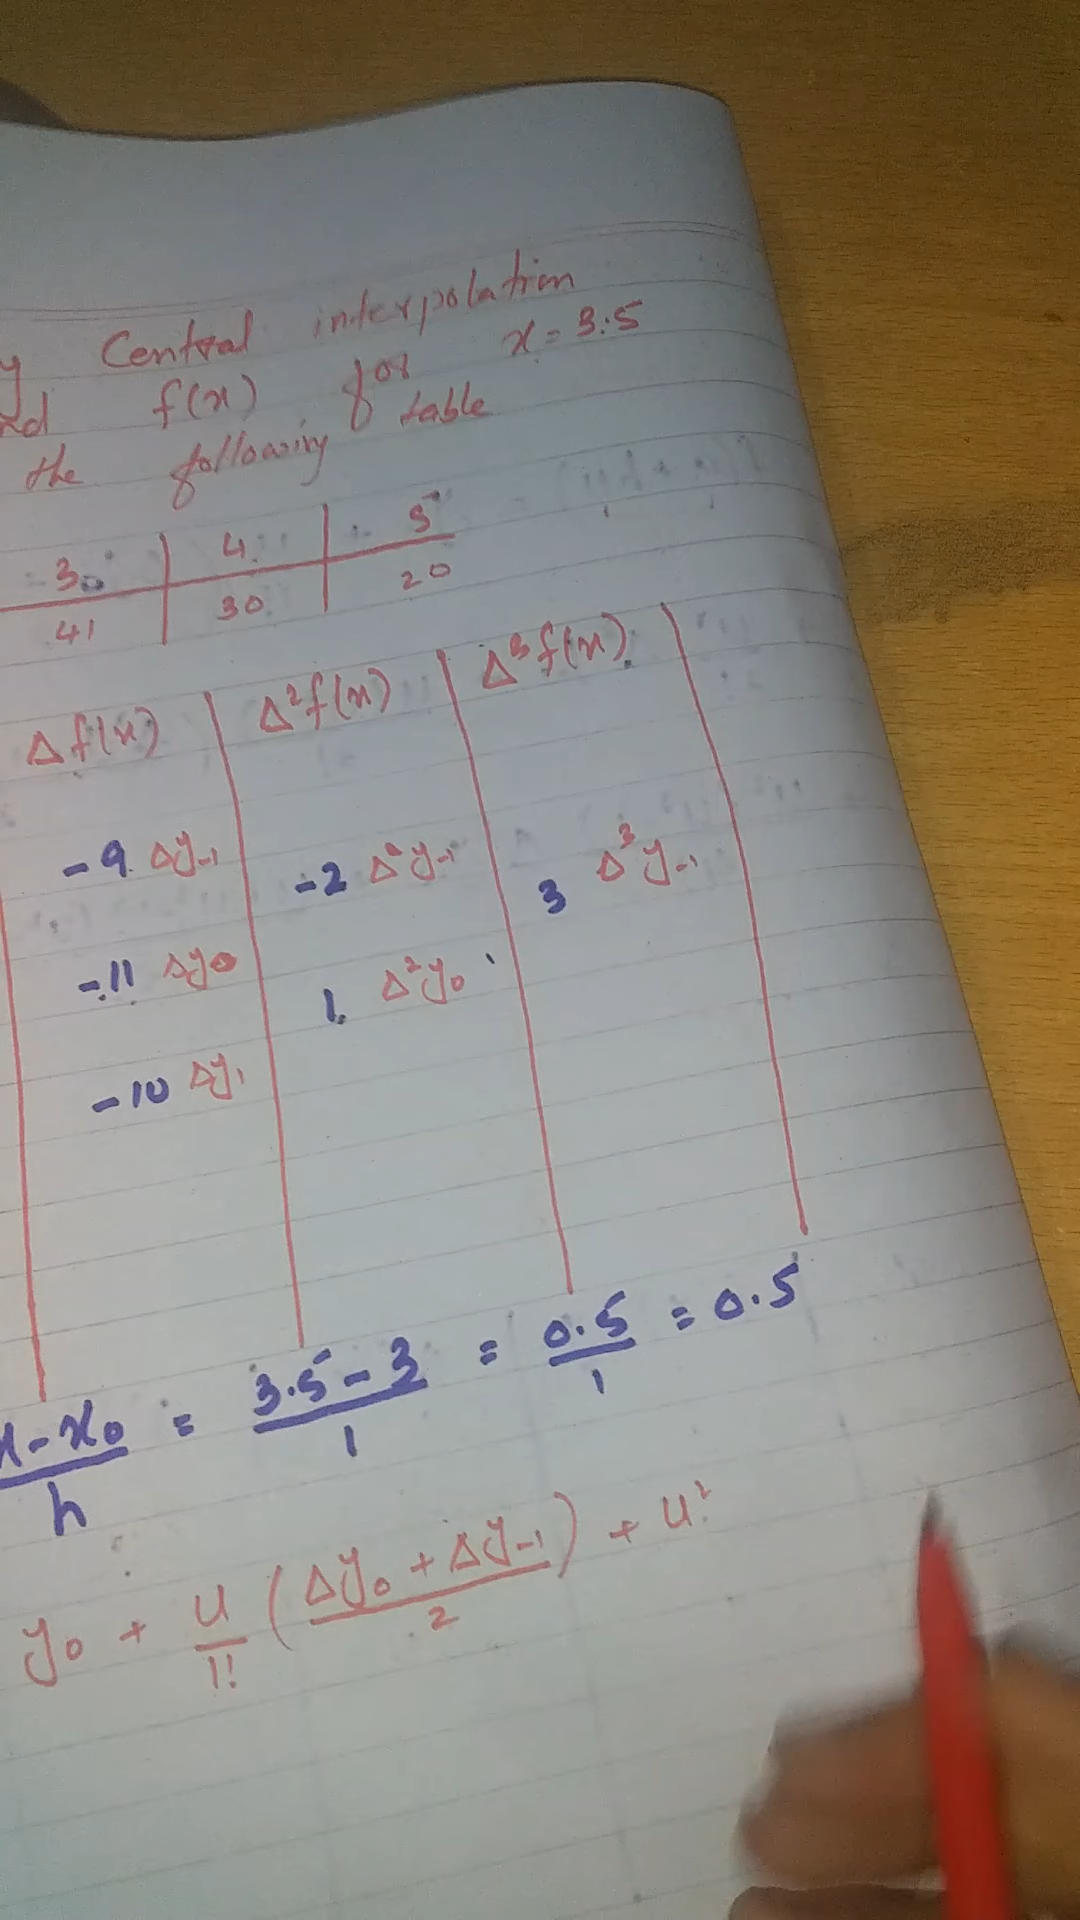 Central interpolation
f(x) for x = 3.5
the following table
3 | 4 | 5
41 | 30 | 20
Δf(x) | Δ²f(x) | Δ³f(x)
-9 Δy₋₁
-2 Δ²y₋₁
3 Δ³y₋₁
-11 Δy₀
1 Δ²y₀
-10 Δy₁
x-x₀/h = 3.5-3/1 = 0.5/1 = 0.5
y₀ + u/1! (Δy₀ + Δy₋₁/2) + u²